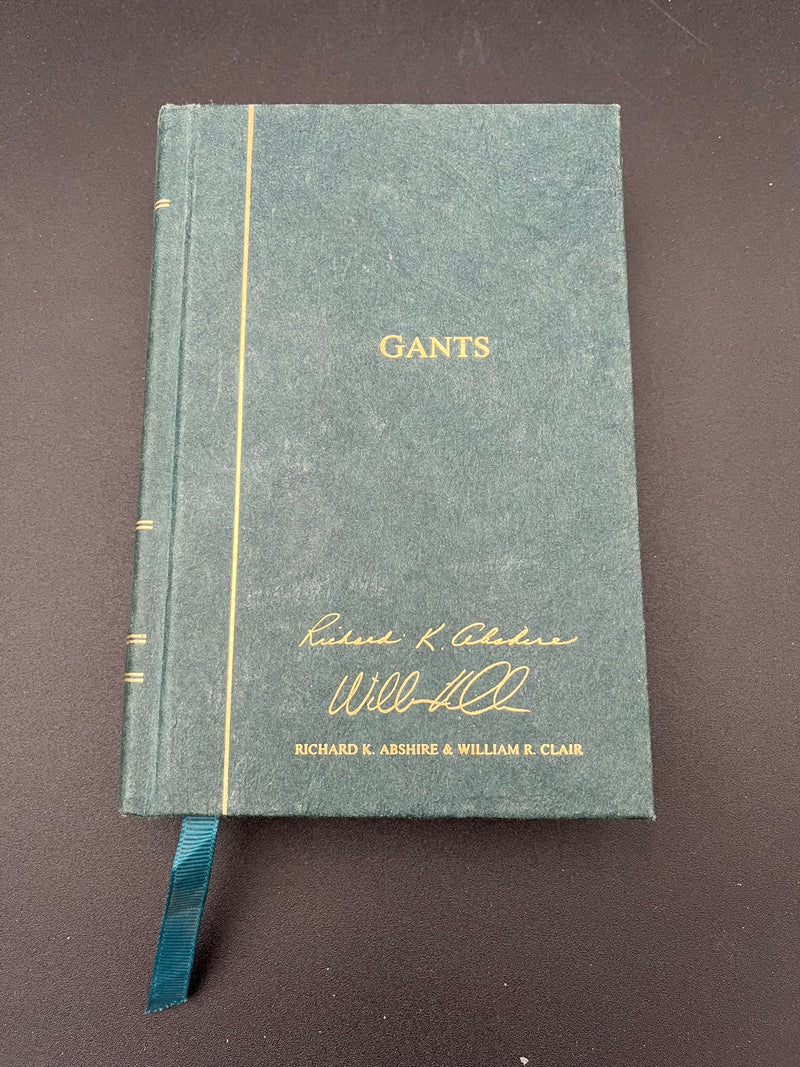 GANTS
Richard K. Abshire
RICHARD K. ABSHIRE & WILLIAM R. CLAIR